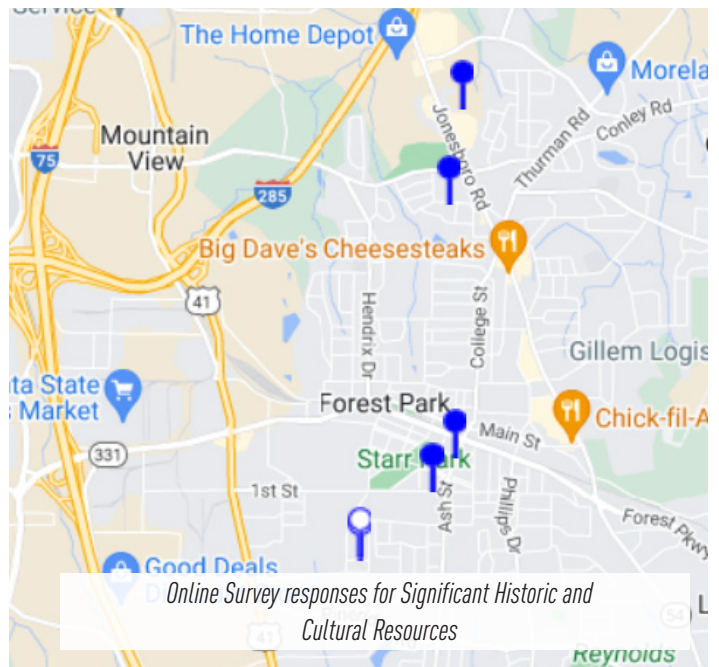 Service
The Home Depot
Morela
Jonesboro Rd
Thurman Rd
Conley Rd
Mountain
View
75
285
Big Dave's Cheesesteaks
41
Hendrix Dr
College St
Gillem Logis
ta State
s Market
Forest Park
Chick-fil-A
Main St
331
Starr Park
1st St
Ash St
Phillips Dr
Forest Pkwy
Good Deals
Online Survey responses for Significant Historic and
Cultural Resources
54
41
Reynolds